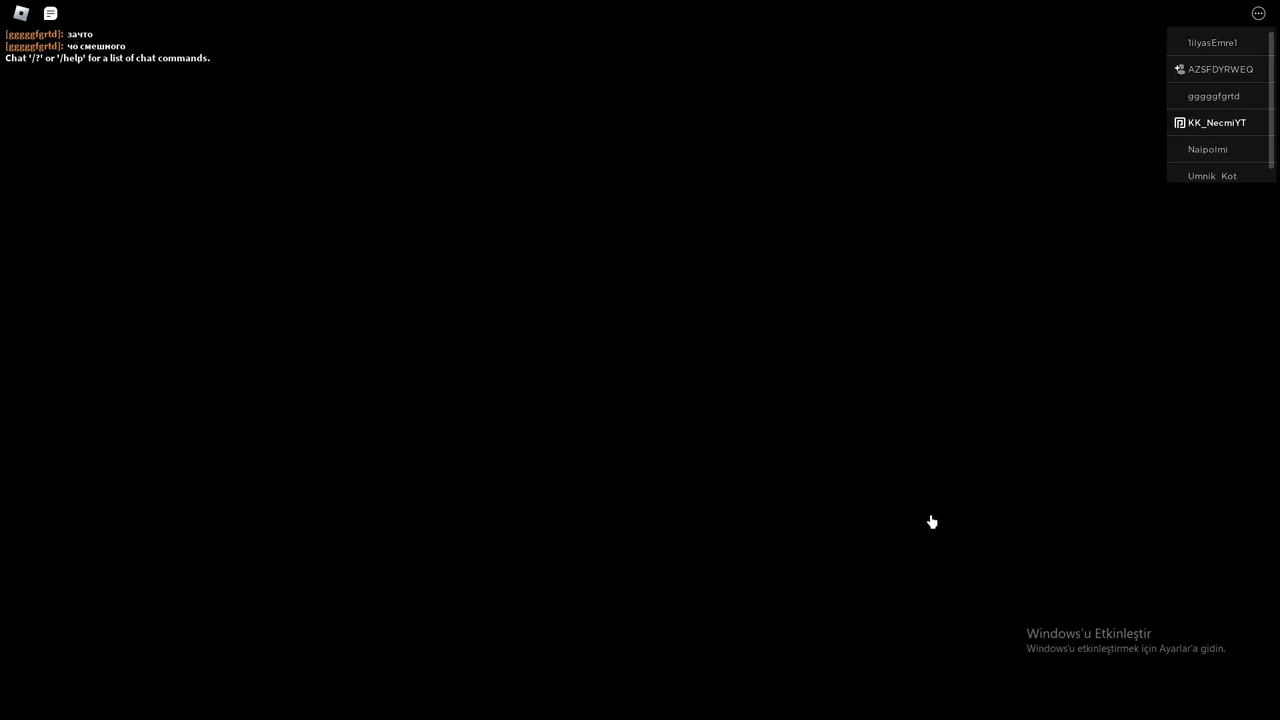 [gggggfgrtd]: зачто
[gggggfgrtd]: чо смешного
Chat '/?' or '/help' for a list of chat commands.
1ilyasEmre1
AZSFDYRWEQ
gggggfgrtd
KK_NecmiYT
Naipolmi
Umnik_Kot
Windows'u Etkinleştir
Windows'u etkinleştirmek için Ayarlar'a gidin.